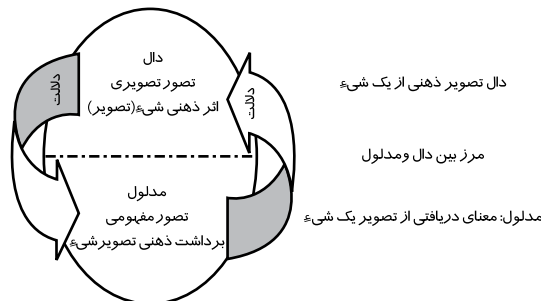 دال
تصور تصویری
اثر ذهنی شیء(تصویر)
دلالت
دلالت
مدلول
تصور مفهومی
برداشت ذهنی تصویرشیء
دال تصویر ذهنی از یک شیء
مرز بین دال ومدلول
مدلول: معنای دریافتی از تصویر یک شیء